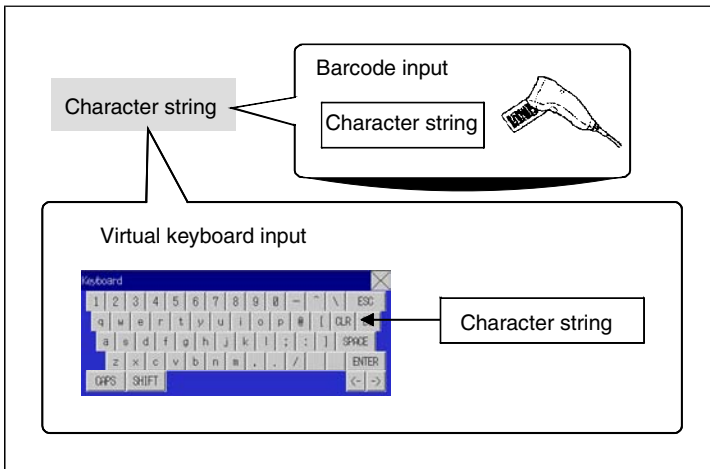 Barcode input
Character string
Character string
Virtual keyboard input
Keyboard
1 2 3 4 5 6 7 8 9 0 - ^ \ ESC
q w e r t y u i o p @ [ CLR
Character string
a s d f g h j k l ; : ] SPACE
z x c v b n m , . / ENTER
CAPS SHIFT <- ->